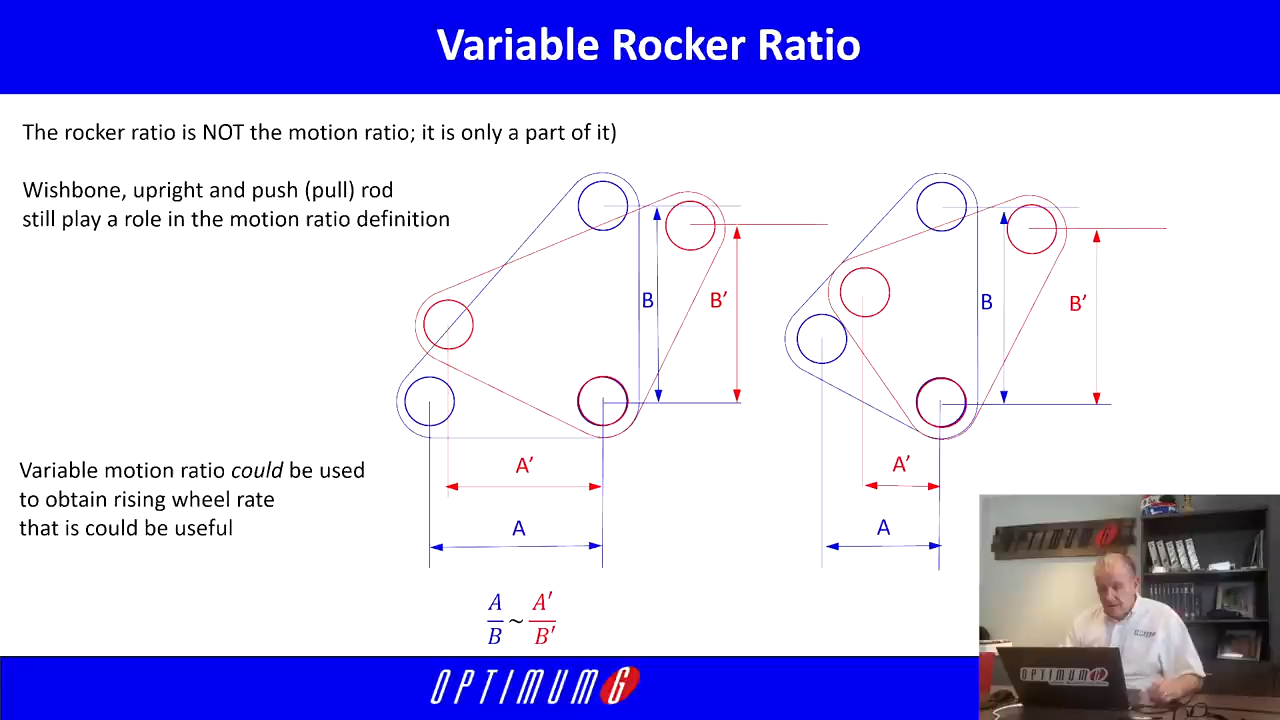 Variable Rocker Ratio
The rocker ratio is NOT the motion ratio; it is only a part of it)
Wishbone, upright and push (pull) rod
still play a role in the motion ratio definition
B
B’
B
B’
A’
A
A’
A
Variable motion ratio could be used
to obtain rising wheel rate
that is could be useful
A
B
~
A′
B′
OPTIMUMG
OPTIMUMG
OPTIMUMG